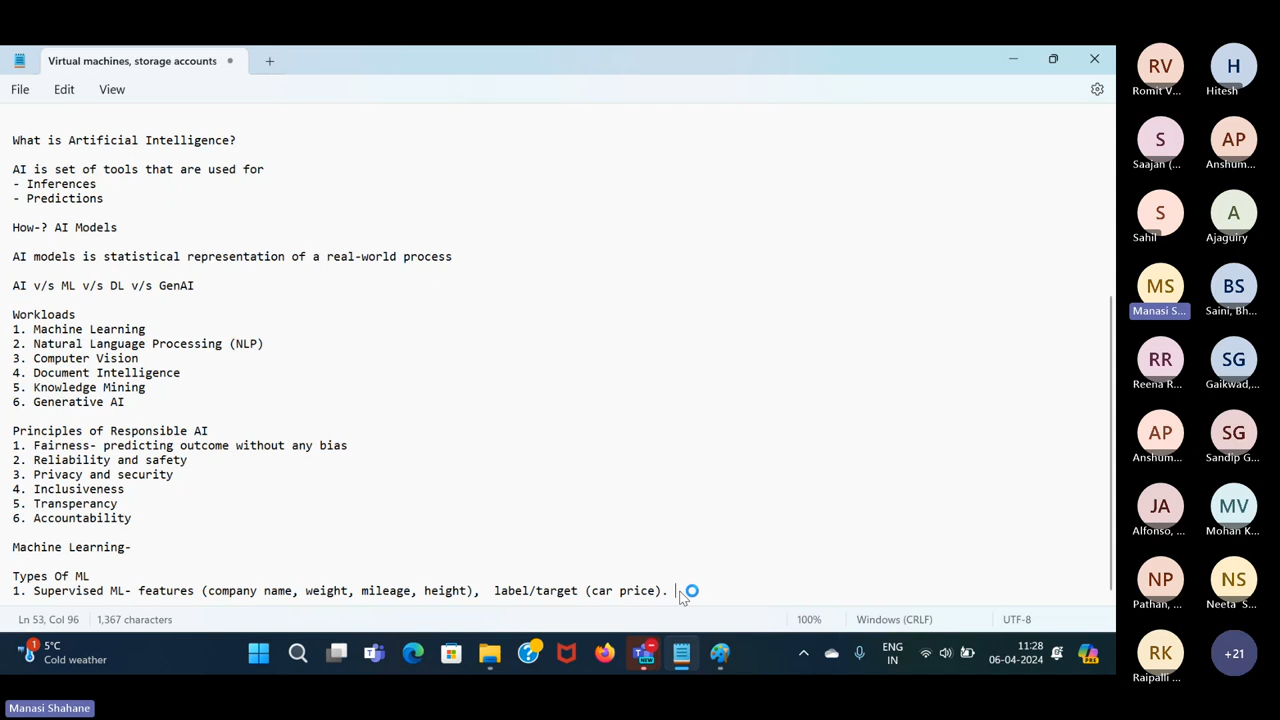 Virtual machines, storage accounts
File Edit View
What is Artificial Intelligence?
AI is set of tools that are used for
- Inferences
- Predictions
How-? AI Models
AI models is statistical representation of a real-world process
AI v/s ML v/s DL v/s GenAI
Workloads
1. Machine Learning
2. Natural Language Processing (NLP)
3. Computer Vision
4. Document Intelligence
5. Knowledge Mining
6. Generative AI
Principles of Responsible AI
1. Fairness- predicting outcome without any bias
2. Reliability and safety
3. Privacy and security
4. Inclusiveness
5. Transperancy
6. Accountability
Machine Learning-
Types Of ML
1. Supervised ML- features (company name, weight, mileage, height),  label/target (car price).
Ln 53, Col 96 1,367 characters 100% Windows (CRLF) UTF-8
1
5°C
Cold weather
NEW
ENG
IN
11:28
06-04-2024
PRE
Manasi Shahane
RV H
Romit V... Hitesh
S AP
Saajan (... Anshum...
S A
Sahil Ajaguiry
MS BS
Manasi S... Saini, Bh...
RR SG
Reena R... Gaikwad,...
AP SG
Anshum... Sandip G...
JA MV
Alfonso, ... Mohan K...
NP NS
Pathan, ... Neeta S...
RK +21
Raipalli ...